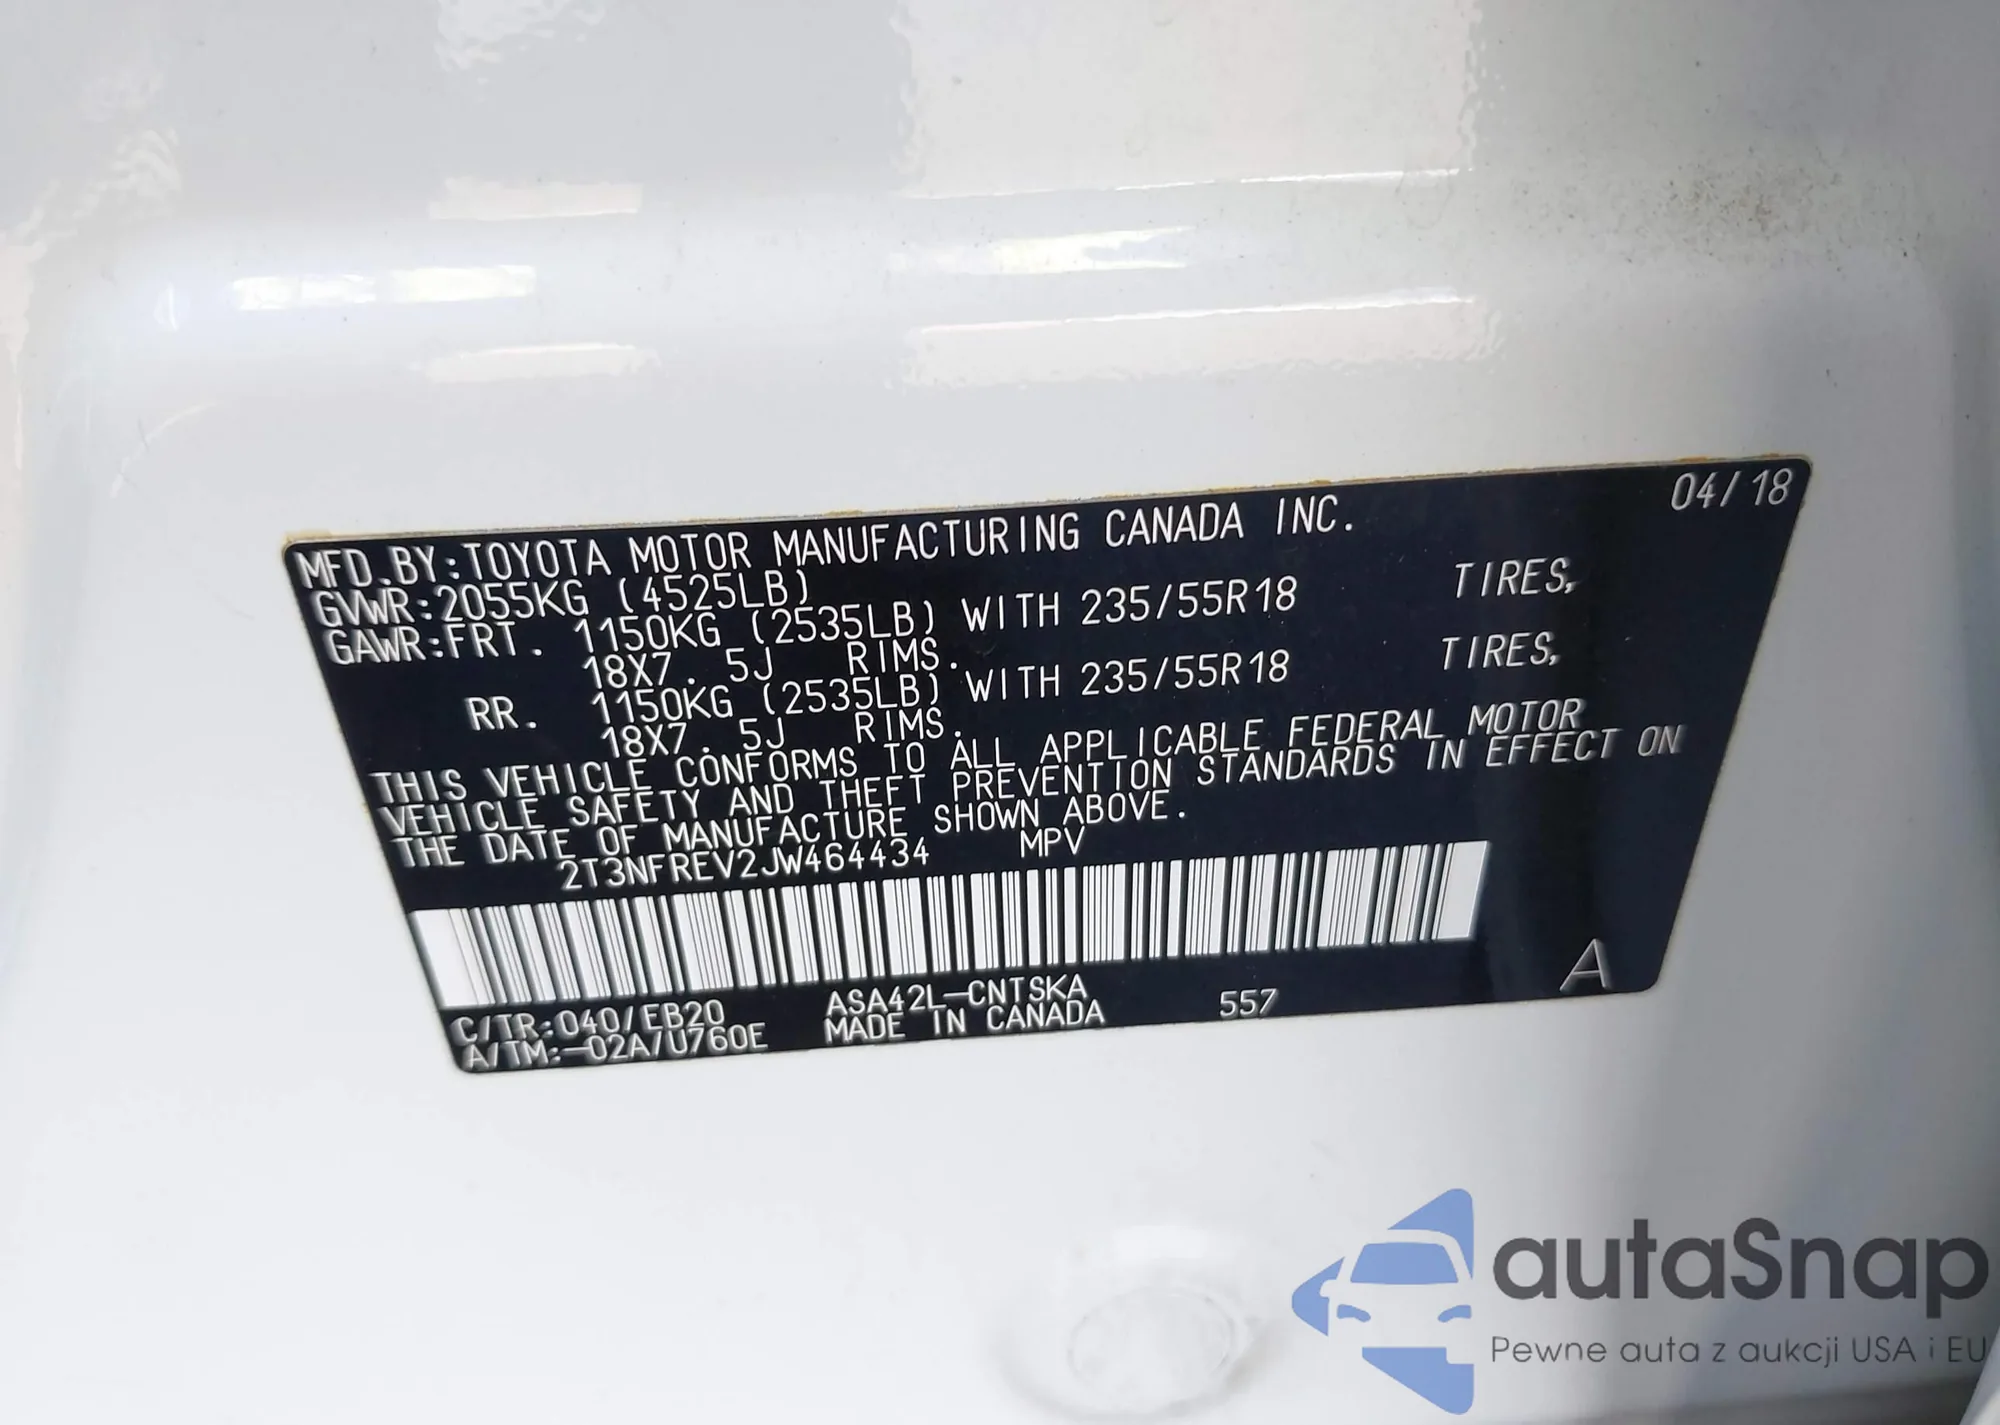 04/18
MFD.BY:TOYOTA MOTOR MANUFACTURING CANADA INC.
GVWR:2055KG (4525LB)
GAWR:FRT. 1150KG (2535LB) WITH 235/55R18 TIRES,
18X7.5J RIMS.
RR. 1150KG (2535LB) WITH 235/55R18 TIRES,
18X7.5J RIMS.
THIS VEHICLE CONFORMS TO ALL APPLICABLE FEDERAL MOTOR
VEHICLE SAFETY AND THEFT PREVENTION STANDARDS IN EFFECT ON
THE DATE OF MANUFACTURE SHOWN ABOVE.
2T3NFREV2JW464434 MPV
C/TR:040/EB20 ASA42L-CNTSKA 557 A
A/TM:-02A/U760E MADE IN CANADA
autaSnap
Pewne auta z aukcji USA i EU